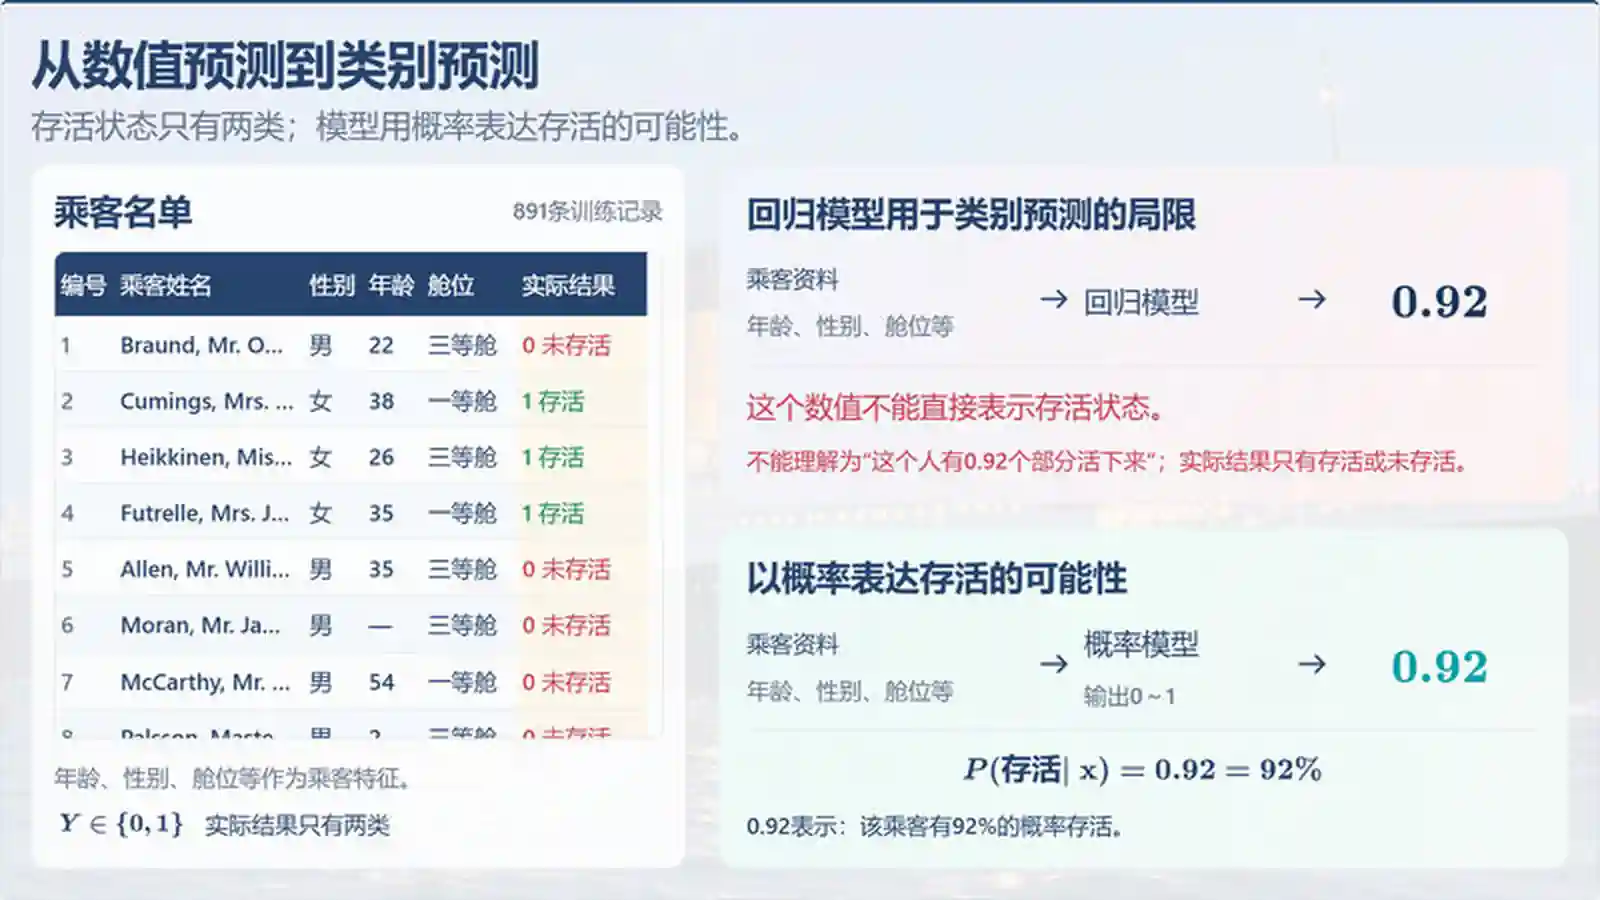 从数值预测到类别预测
存活状态只有两类；模型用概率表达存活的可能性。
乘客名单 891条训练记录
编号 乘客姓名 性别 年龄 舱位 实际结果
1 Braund, Mr. O... 男 22 三等舱 0 未存活
2 Cumings, Mrs. ... 女 38 一等舱 1 存活
3 Heikkinen, Mis... 女 26 三等舱 1 存活
4 Futrelle, Mrs. J... 女 35 一等舱 1 存活
5 Allen, Mr. Willi... 男 35 三等舱 0 未存活
6 Moran, Mr. Ja... 男 — 三等舱 0 未存活
7 McCarthy, Mr. ... 男 54 一等舱 0 未存活
8 Palsson, Maste... 男 2 三等舱 0 未存活
年龄、性别、舱位等作为乘客特征。
Y ∈ {0,1} 实际结果只有两类
回归模型用于类别预测的局限
乘客资料
年龄、性别、舱位等
→ 回归模型 → 0.92
这个数值不能直接表示存活状态。
不能理解为“这个人有0.92个部分活下来”；实际结果只有存活或未存活。
以概率表达存活的可能性
乘客资料
年龄、性别、舱位等
→ 概率模型 → 0.92
输出0~1
P(存活| x) = 0.92 = 92%
0.92表示：该乘客有92%的概率存活。